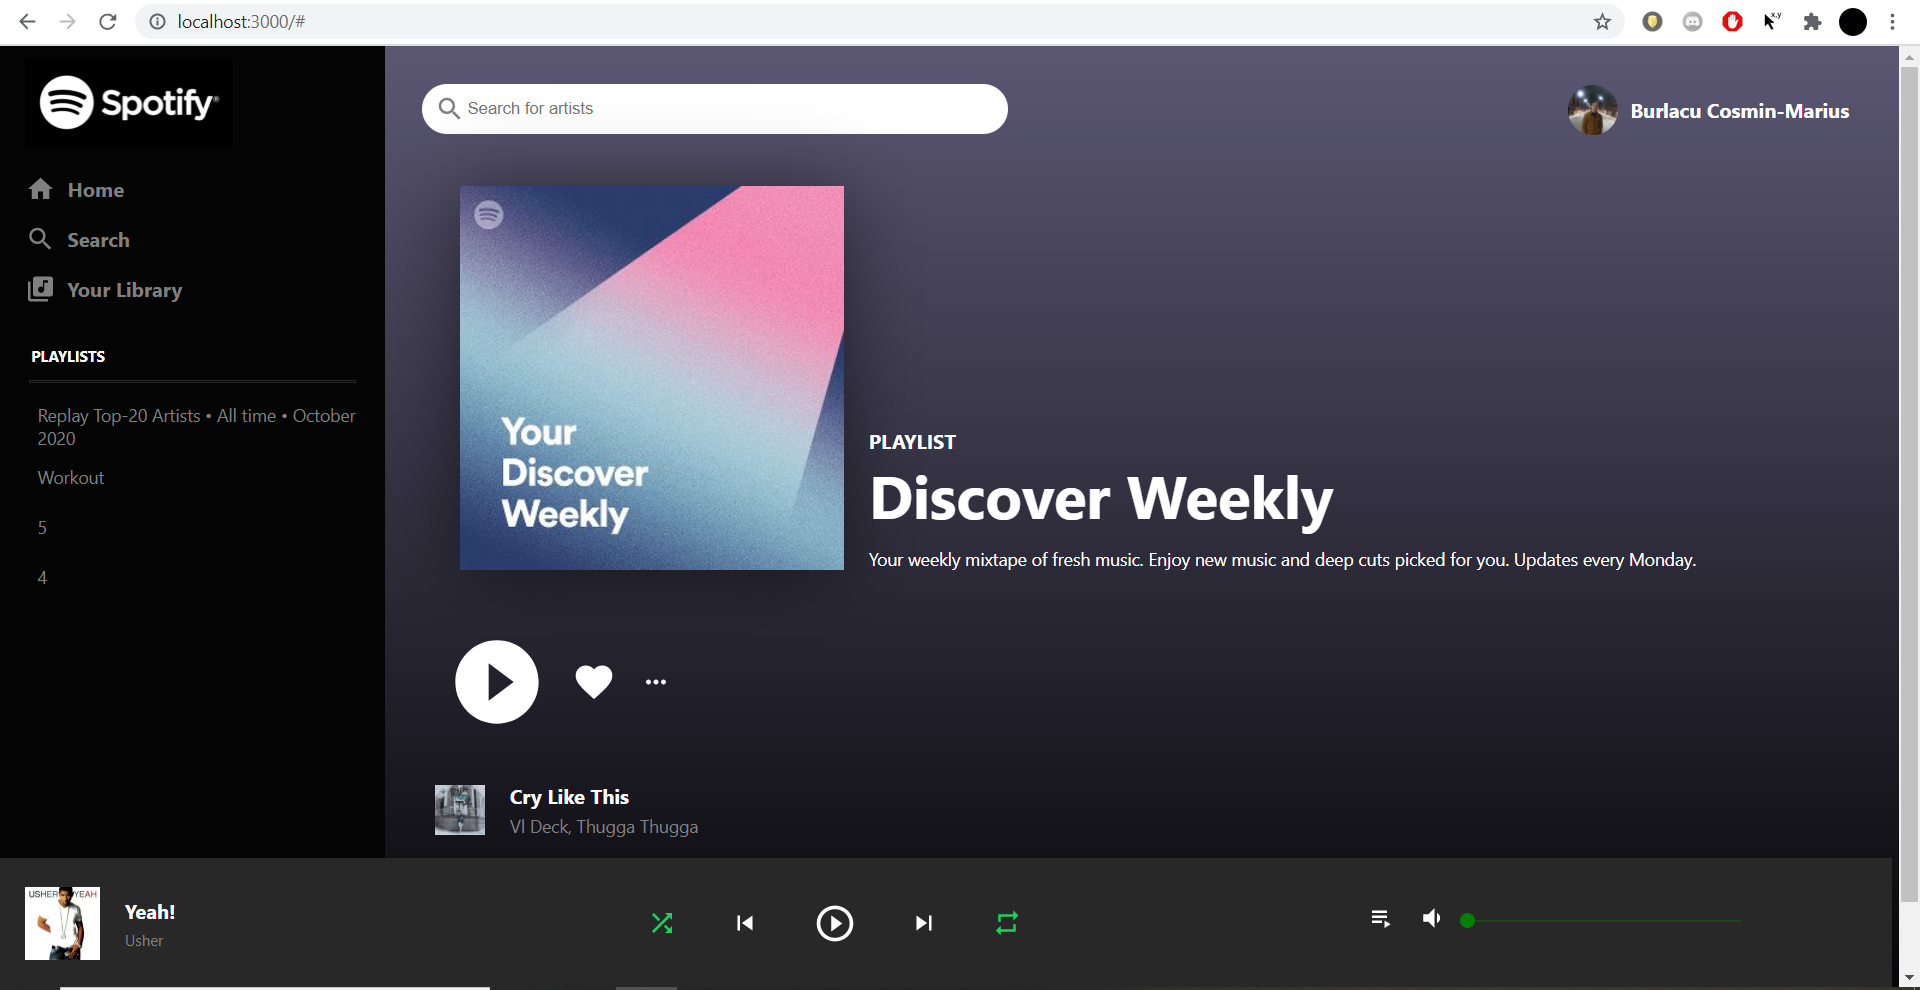 localhost:3000/#
x,y
Spotify®
Search for artists
Burlacu Cosmin-Marius
Home
Search
Your Library
PLAYLISTS
Replay Top-20 Artists • All time • October
2020
Workout
5
4
Your
Discover
Weekly
PLAYLIST
Discover Weekly
Your weekly mixtape of fresh music. Enjoy new music and deep cuts picked for you. Updates every Monday.
Cry Like This
Vl Deck, Thugga Thugga
USHER YEAH
Yeah!
Usher